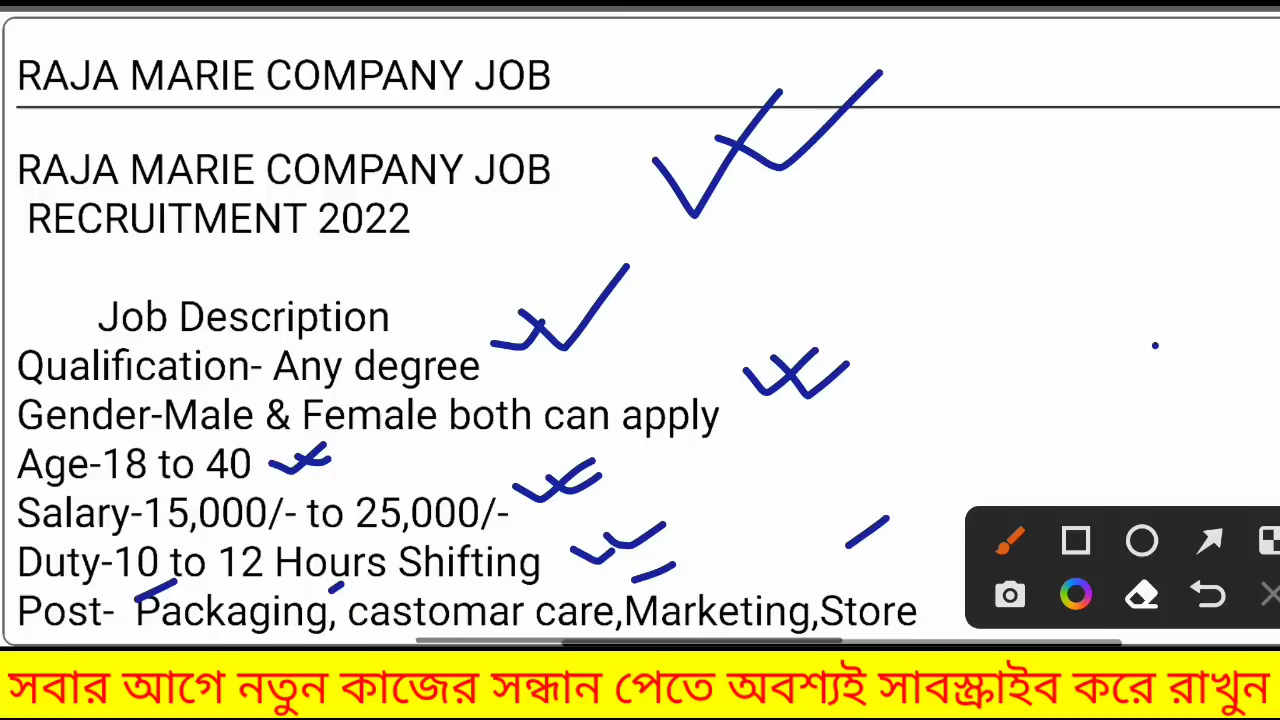 RAJA MARIE COMPANY JOB
RAJA MARIE COMPANY JOB
RECRUITMENT 2022
Job Description
Qualification- Any degree
Gender-Male & Female both can apply
Age-18 to 40
Salary-15,000/- to 25,000/-
Duty-10 to 12 Hours Shifting
Post- Packaging, castomar care,Marketing,Store
সবার আগে নতুন কাজের সন্ধান পেতে অবশ্যই সাবস্ক্রাইব করে রাখুন